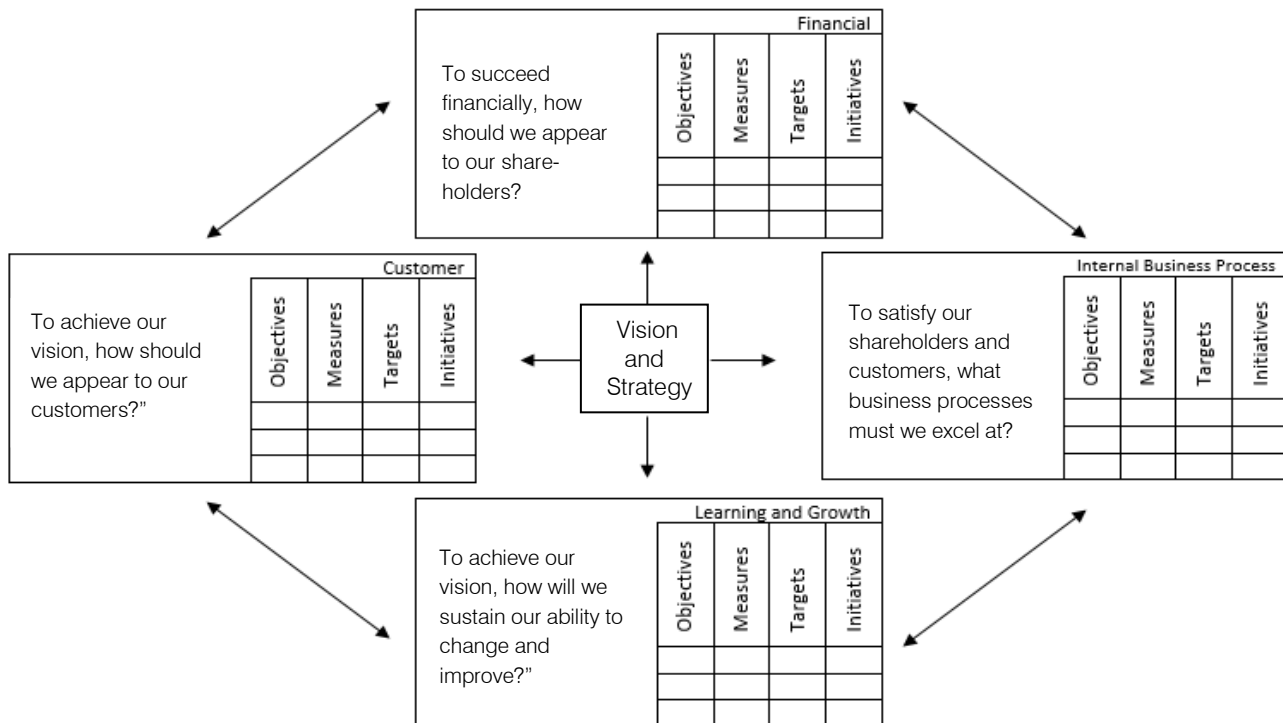 Financial
To succeed
financially, how
should we appear
to our share-
holders?
Objectives
Measures
Targets
Initiatives
Customer
To achieve our
vision, how should
we appear to our
customers?”
Objectives
Measures
Targets
Initiatives
Vision
and
Strategy
Internal Business Process
To satisfy our
shareholders and
customers, what
business processes
must we excel at?
Objectives
Measures
Targets
Initiatives
Learning and Growth
To achieve our
vision, how will we
sustain our ability to
change and
improve?”
Objectives
Measures
Targets
Initiatives